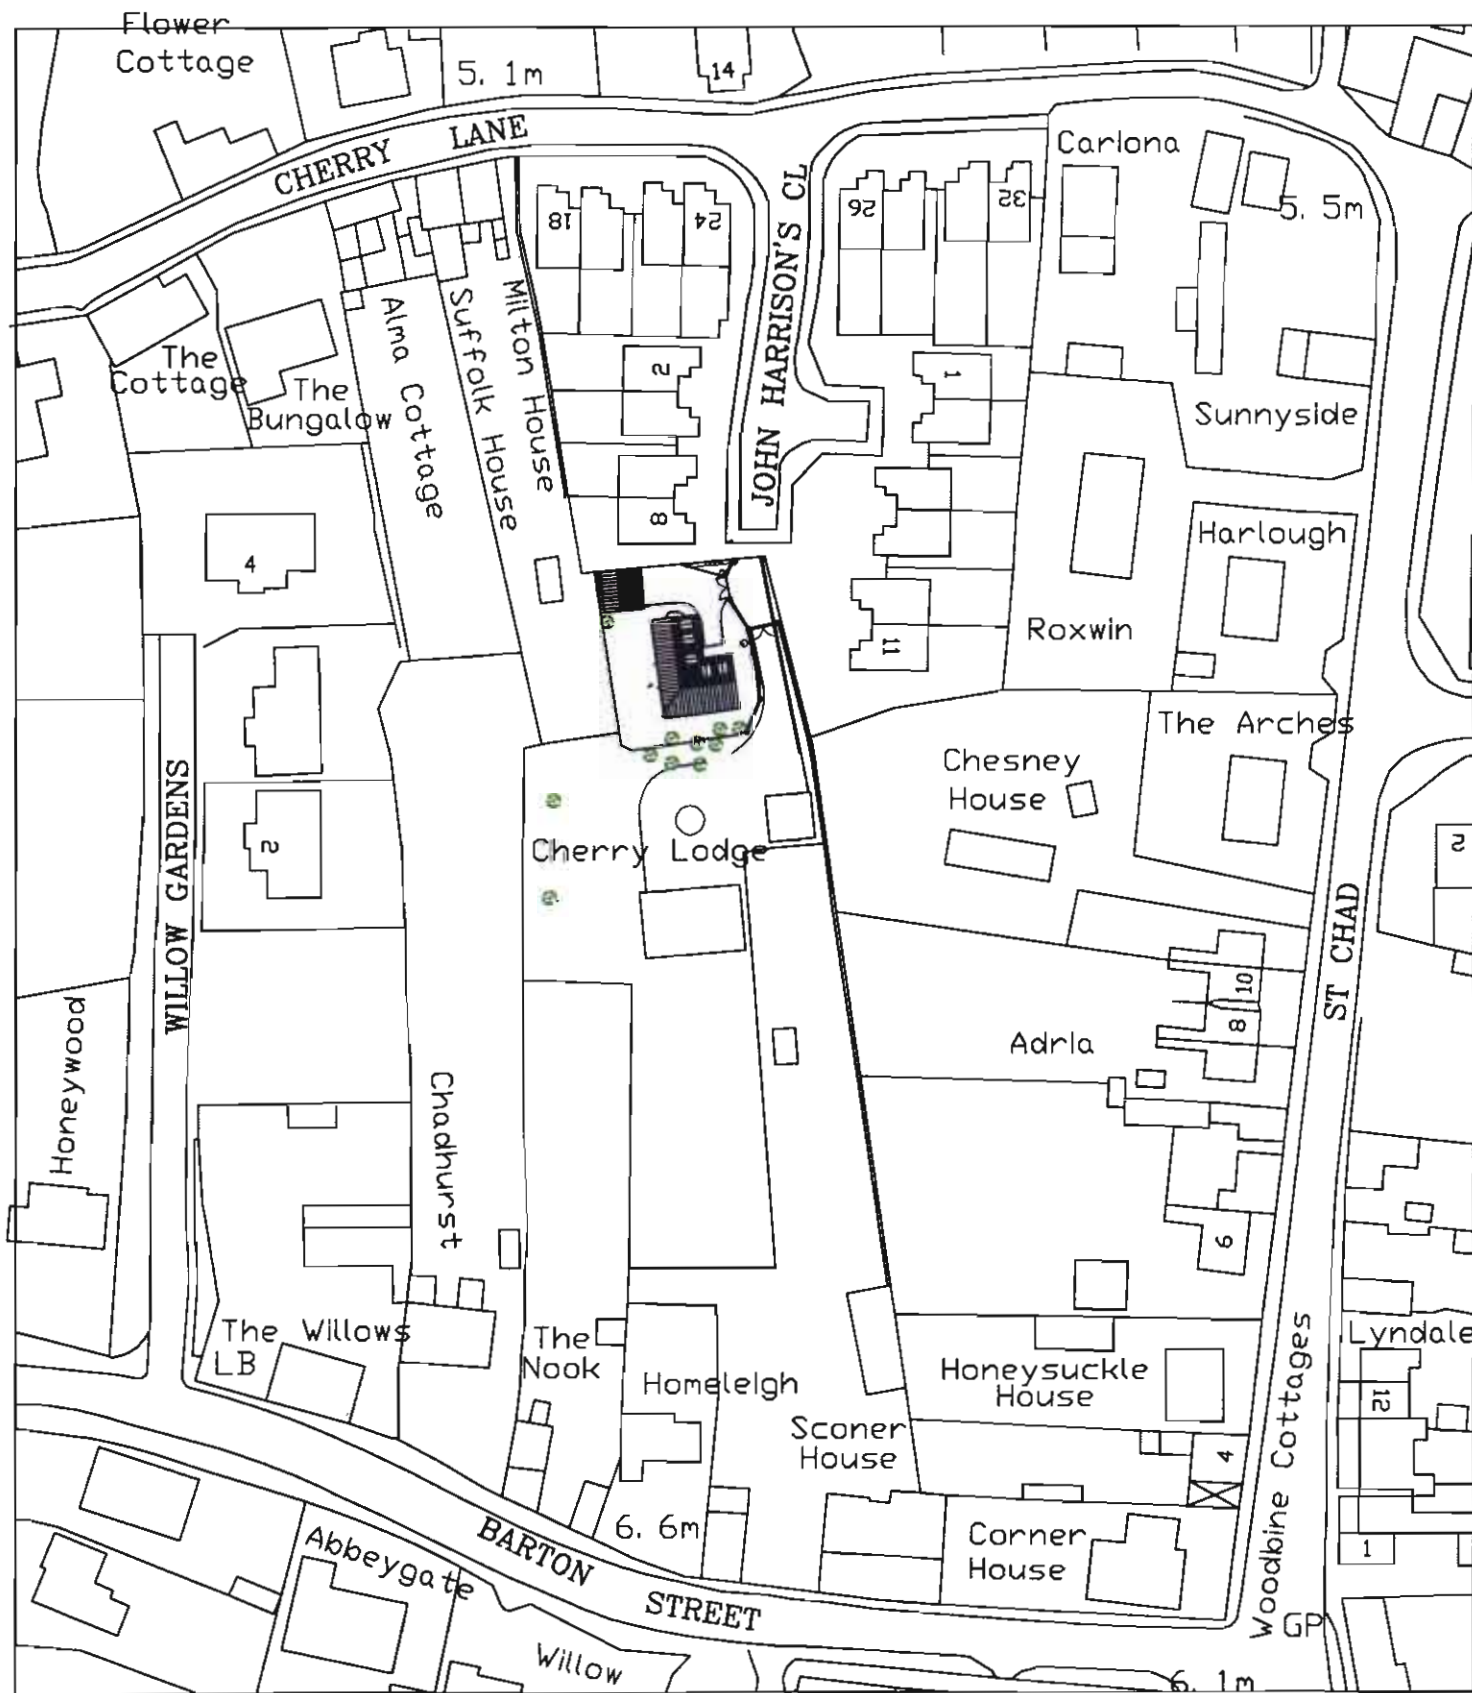 Flower
Cottage
5. 1m
14
CHERRY LANE
Carlona
5. 5m
18
24
26
32
JOHN HARRISON'S CL
The
Cottage
The
Bungalow
Alma Cottage
Suffolk House
Milton House
2
1
Sunnyside
8
Harlough
4
Roxwin
11
The Arches
Chesney
House
WILLOW GARDENS
2
Cherry Lodge
2
ST CHAD
Honeywood
10
8
Adrla
Chadhurst
6
The Willows
LB
The
Nook
Homeleigh
Honeysuckle
House
Lyndale
12
Sconer
House
4
Woodbine Cottages
6. 6m
BARTON STREET
Corner
House
1
Abbeygate
Willow
GP
6. 1m